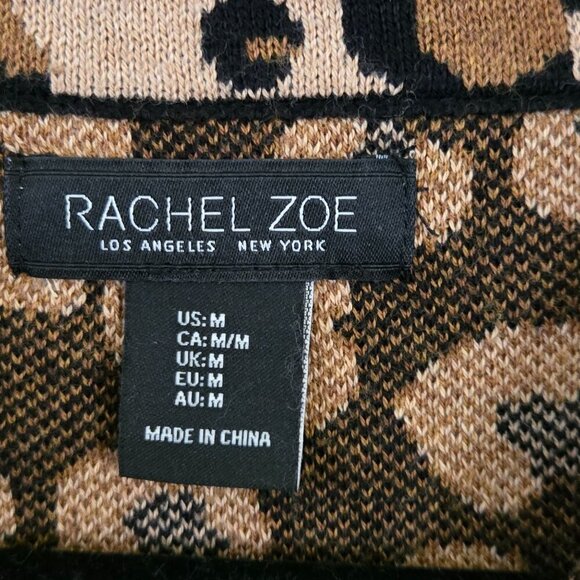 RACHEL ZOE
LOS ANGELES NEW YORK
US: M
CA: M/M
UK: M
EU: M
AU: M
MADE IN CHINA